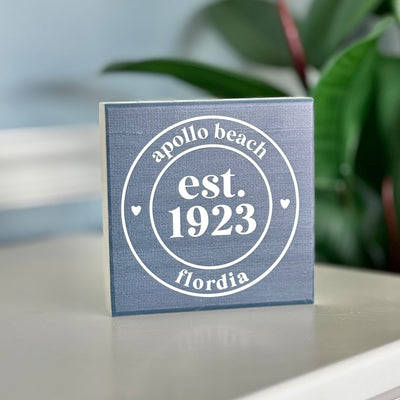 apollo beach
est.
1923
flordia